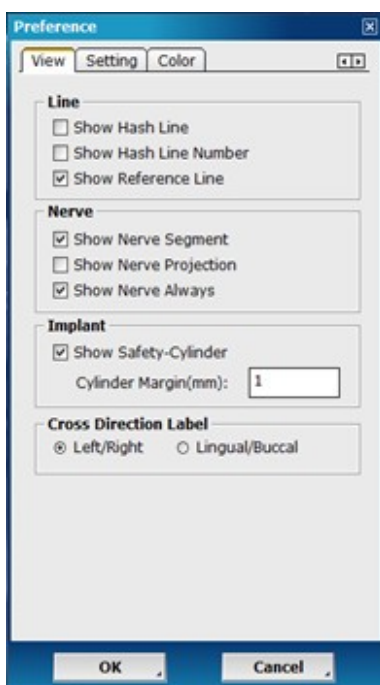 Preference
View Setting Color
Line
Show Hash Line
Show Hash Line Number
Show Reference Line
Nerve
Show Nerve Segment
Show Nerve Projection
Show Nerve Always
Implant
Show Safety-Cylinder
Cylinder Margin(mm): 1
Cross Direction Label
Left/Right Lingual/Buccal
OK Cancel